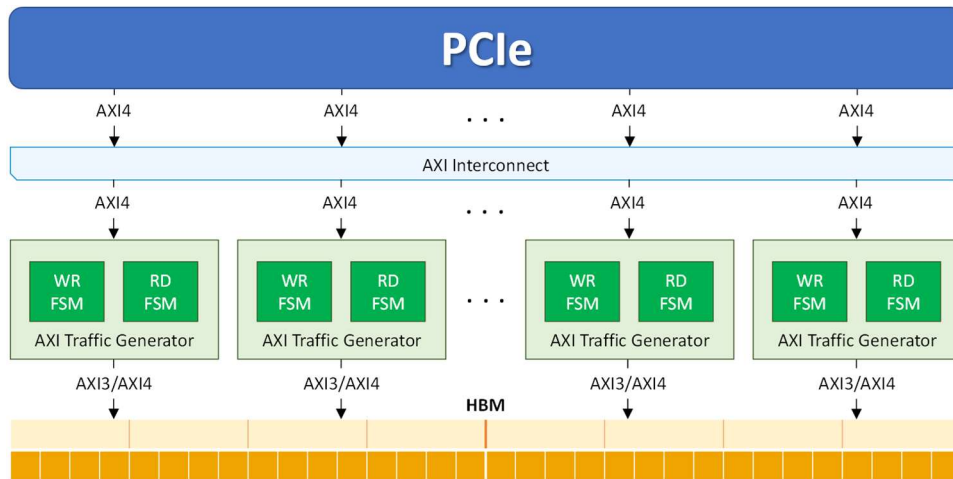 PCIe
AXI4 AXI4 . . . AXI4 AXI4
AXI Interconnect
AXI4 AXI4 . . . AXI4 AXI4
WR FSM RD FSM WR FSM RD FSM . . . WR FSM RD FSM WR FSM RD FSM
AXI Traffic Generator AXI Traffic Generator AXI Traffic Generator AXI Traffic Generator
AXI3/AXI4 AXI3/AXI4 AXI3/AXI4 AXI3/AXI4
HBM